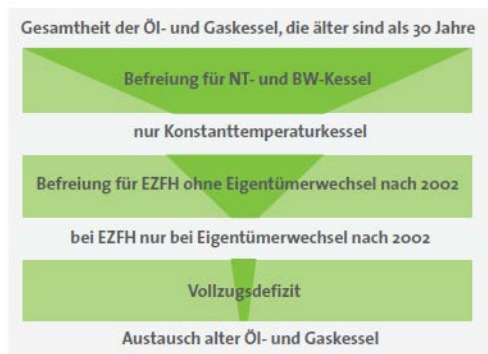 Gesamtheit der Öl- und Gaskessel, die älter sind als 30 Jahre
Befreiung für NT- und BW-Kessel
nur Konstanttemperaturkessel
Befreiung für EZFH ohne Eigentümerwechsel nach 2002
bei EZFH nur bei Eigentümerwechsel nach 2002
Vollzugsdefizit
Austausch alter Öl- und Gaskessel